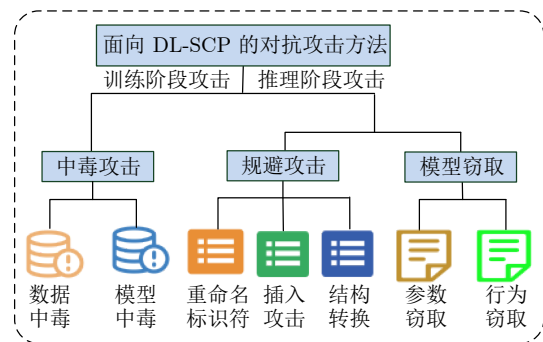 面向 DL-SCP 的对抗攻击方法
训练阶段攻击 推理阶段攻击
中毒攻击 规避攻击 模型窃取
数据 模型 重命名 插入 结构 参数 行为
中毒 中毒 标识符 攻击 转换 窃取 窃取